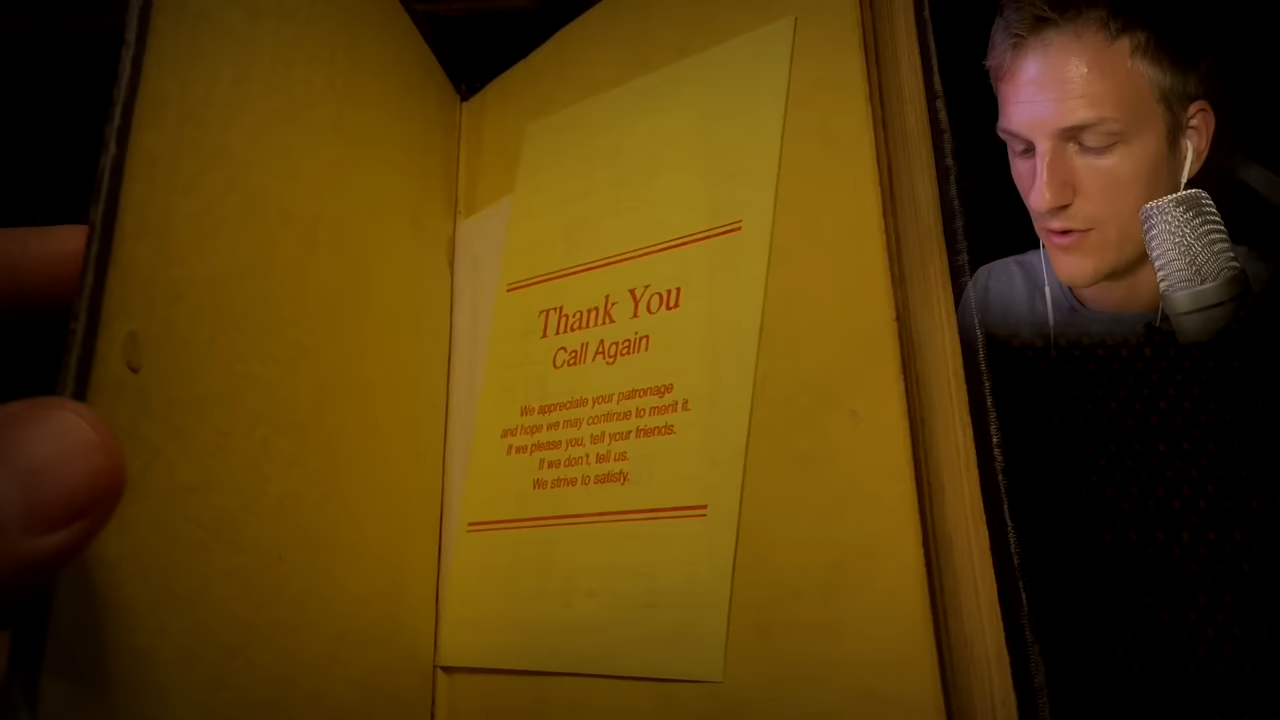 Thank You
Call Again
We appreciate your patronage
and hope we may continue to merit it.
If we please you, tell your friends.
If we don't, tell us.
We strive to satisfy.